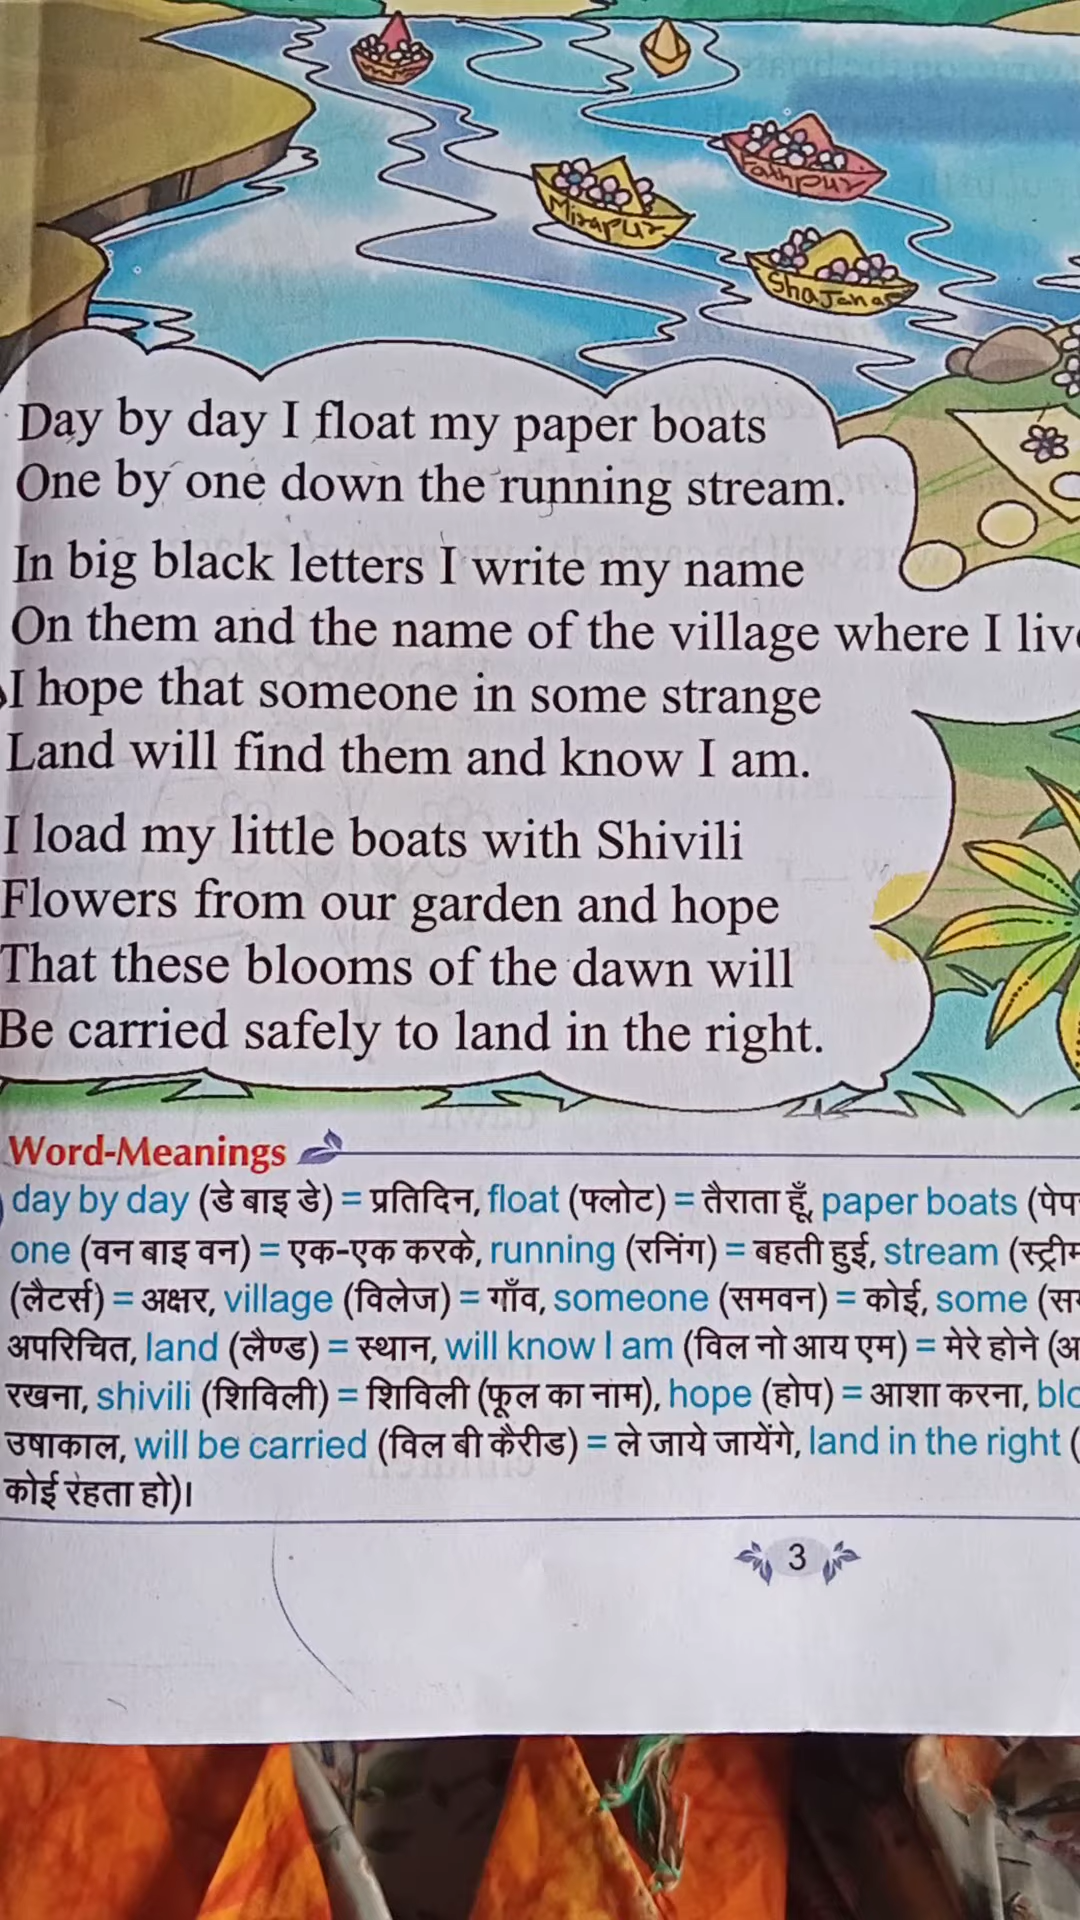 Fathpur
Mirapur
Shajana
Day by day I float my paper boats
One by one down the running stream.
In big black letters I write my name
On them and the name of the village where I live
I hope that someone in some strange
Land will find them and know I am.
I load my little boats with Shivili
Flowers from our garden and hope
That these blooms of the dawn will
Be carried safely to land in the right.
Word-Meanings
day by day (डे बाइ डे) = प्रतिदिन, float (फ्लोट) = तैराता हूँ, paper boats (पेप
one (वन बाइ वन) = एक-एक करके, running (रनिंग) = बहती हुई, stream (स्ट्रीम
(लैटर्स) = अक्षर, village (विलेज) = गाँव, someone (समवन) = कोई, some (स
अपरिचित, land (लैण्ड) = स्थान, will know I am (विल नो आय एम) = मेरे होने (अ
रखना, shivili (शिविली) = शिविली (फूल का नाम), hope (होप) = आशा करना, blo
उषाकाल, will be carried (विल बी कैरीड) = ले जाये जायेंगे, land in the right (
कोई रहता हो)।
3